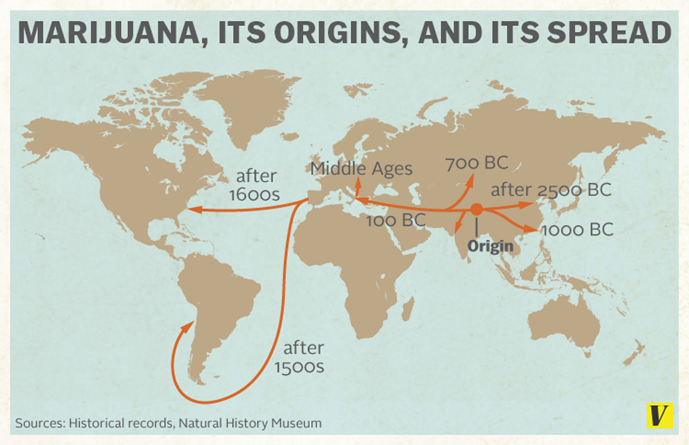 MARIJUANA, ITS ORIGINS, AND ITS SPREAD
Middle Ages
700 BC
after
1600s
after 2500 BC
100 BC
1000 BC
Origin
after
1500s
Sources: Historical records, Natural History Museum
V